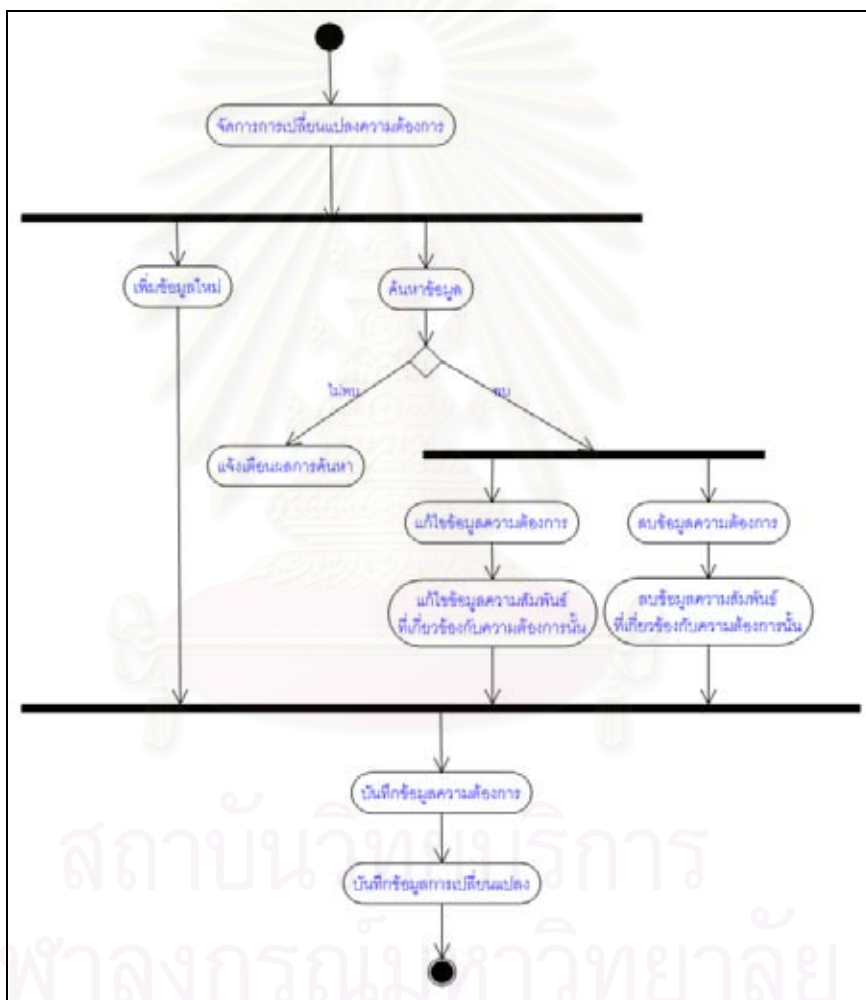 จัดการการเปลี่ยนแปลงความต้องการ
เพิ่มข้อมูลใหม่
ค้นหาข้อมูล
ไม่พบ
พบ
แจ้งเตือนผลการค้นหา
แก้ไขข้อมูลความต้องการ
ลบข้อมูลความต้องการ
แก้ไขข้อมูลความสัมพันธ์
ที่เกี่ยวข้องกับความต้องการนั้น
ลบข้อมูลความสัมพันธ์
ที่เกี่ยวข้องกับความต้องการนั้น
บันทึกข้อมูลความต้องการ
บันทึกข้อมูลการเปลี่ยนแปลง
สถาบันวิทยบริการ
จุฬาลงกรณ์มหาวิทยาลัย